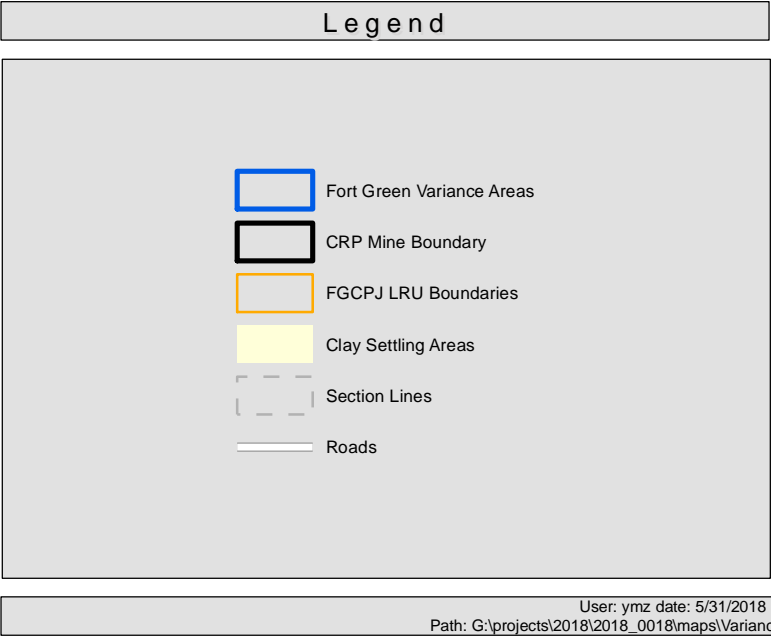 Legend
Fort Green Variance Areas
CRP Mine Boundary
FGCPJ LRU Boundaries
Clay Settling Areas
Section Lines
Roads
User: ymz date: 5/31/2018
Path: G:\projects\2018\2018_0018\maps\Varianc